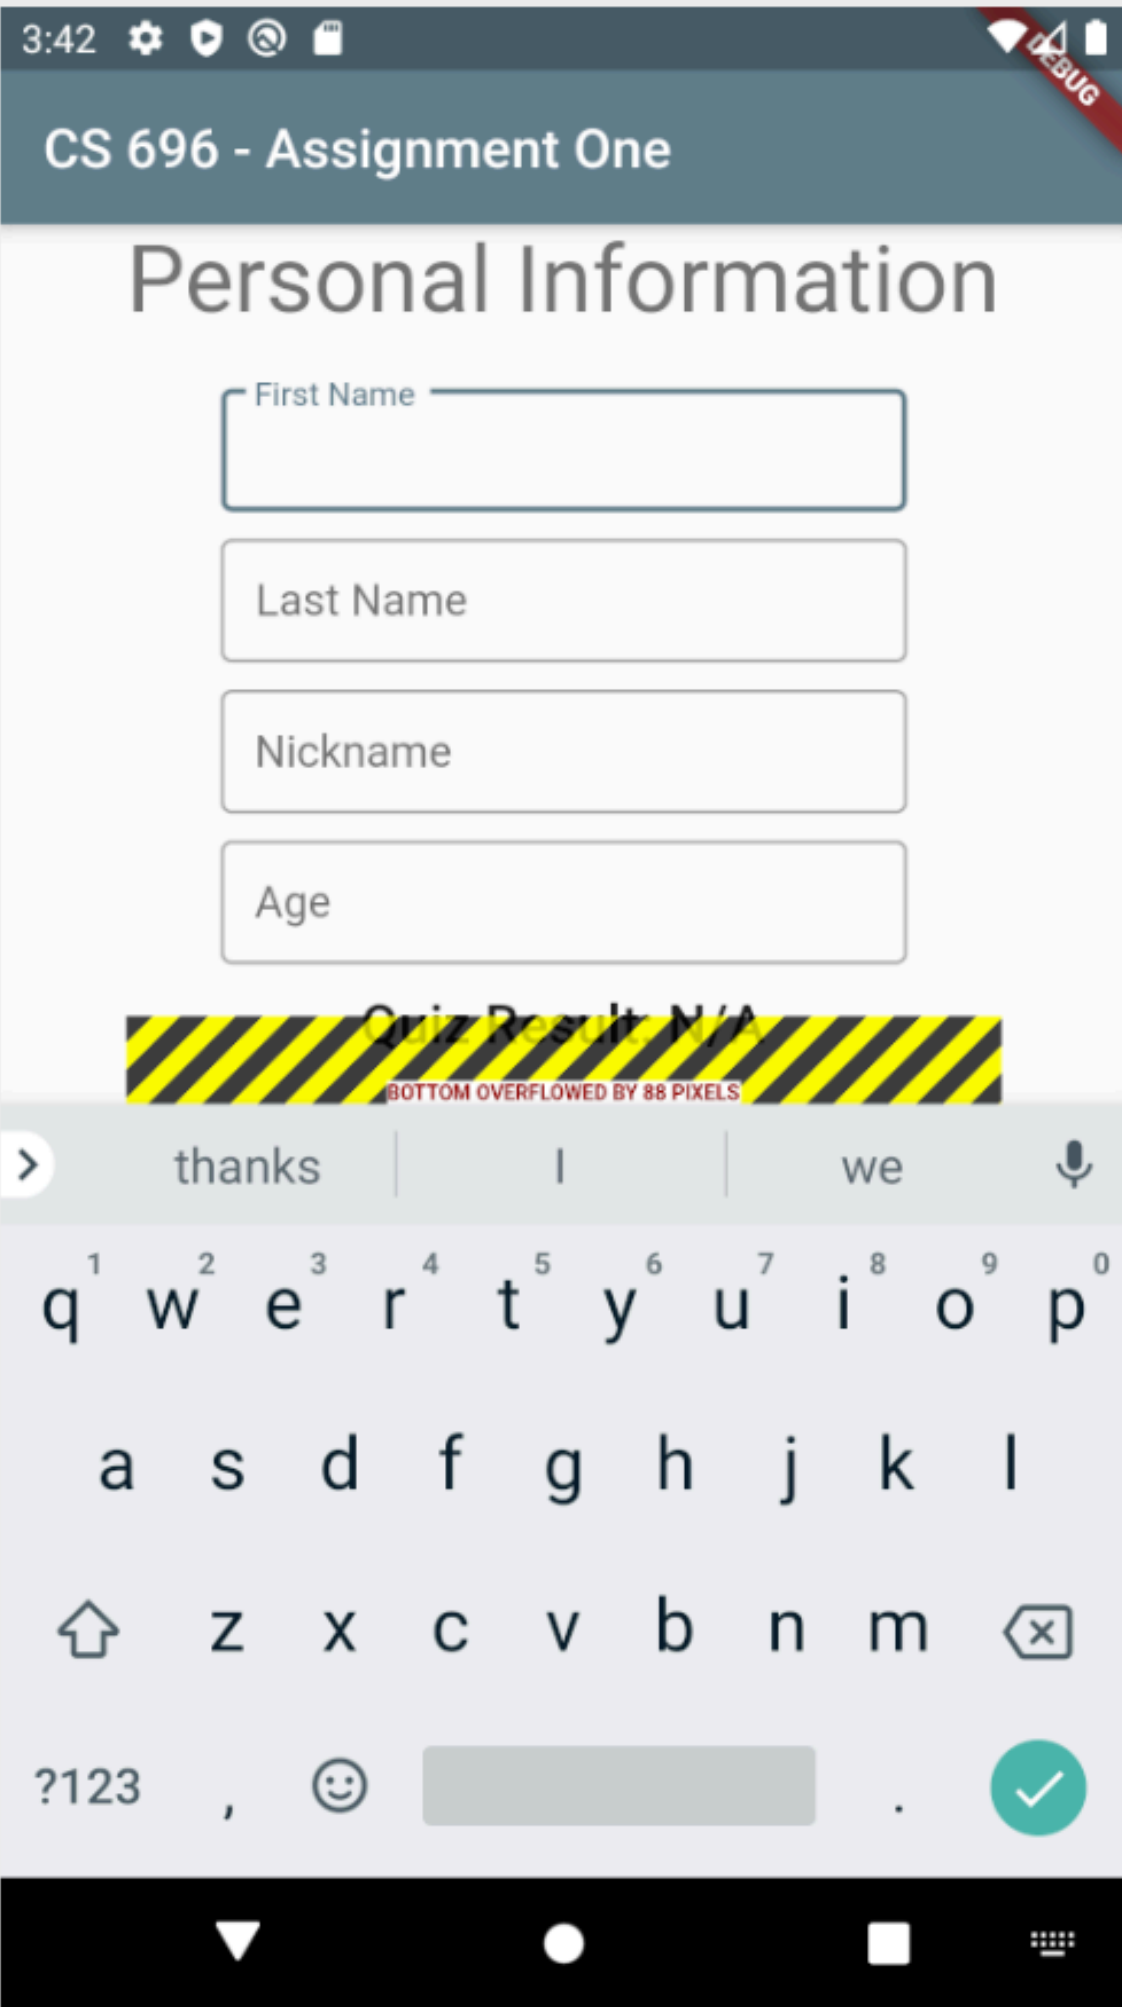 3:42
DEBUG
CS 696 - Assignment One
Personal Information
First Name
Last Name
Nickname
Age
Quiz Result: N/A
BOTTOM OVERFLOWED BY 88 PIXELS
thanks I we
1 2 3 4 5 6 7 8 9 0
q w e r t y u i o p
a s d f g h j k l
z x c v b n m
?123 , .